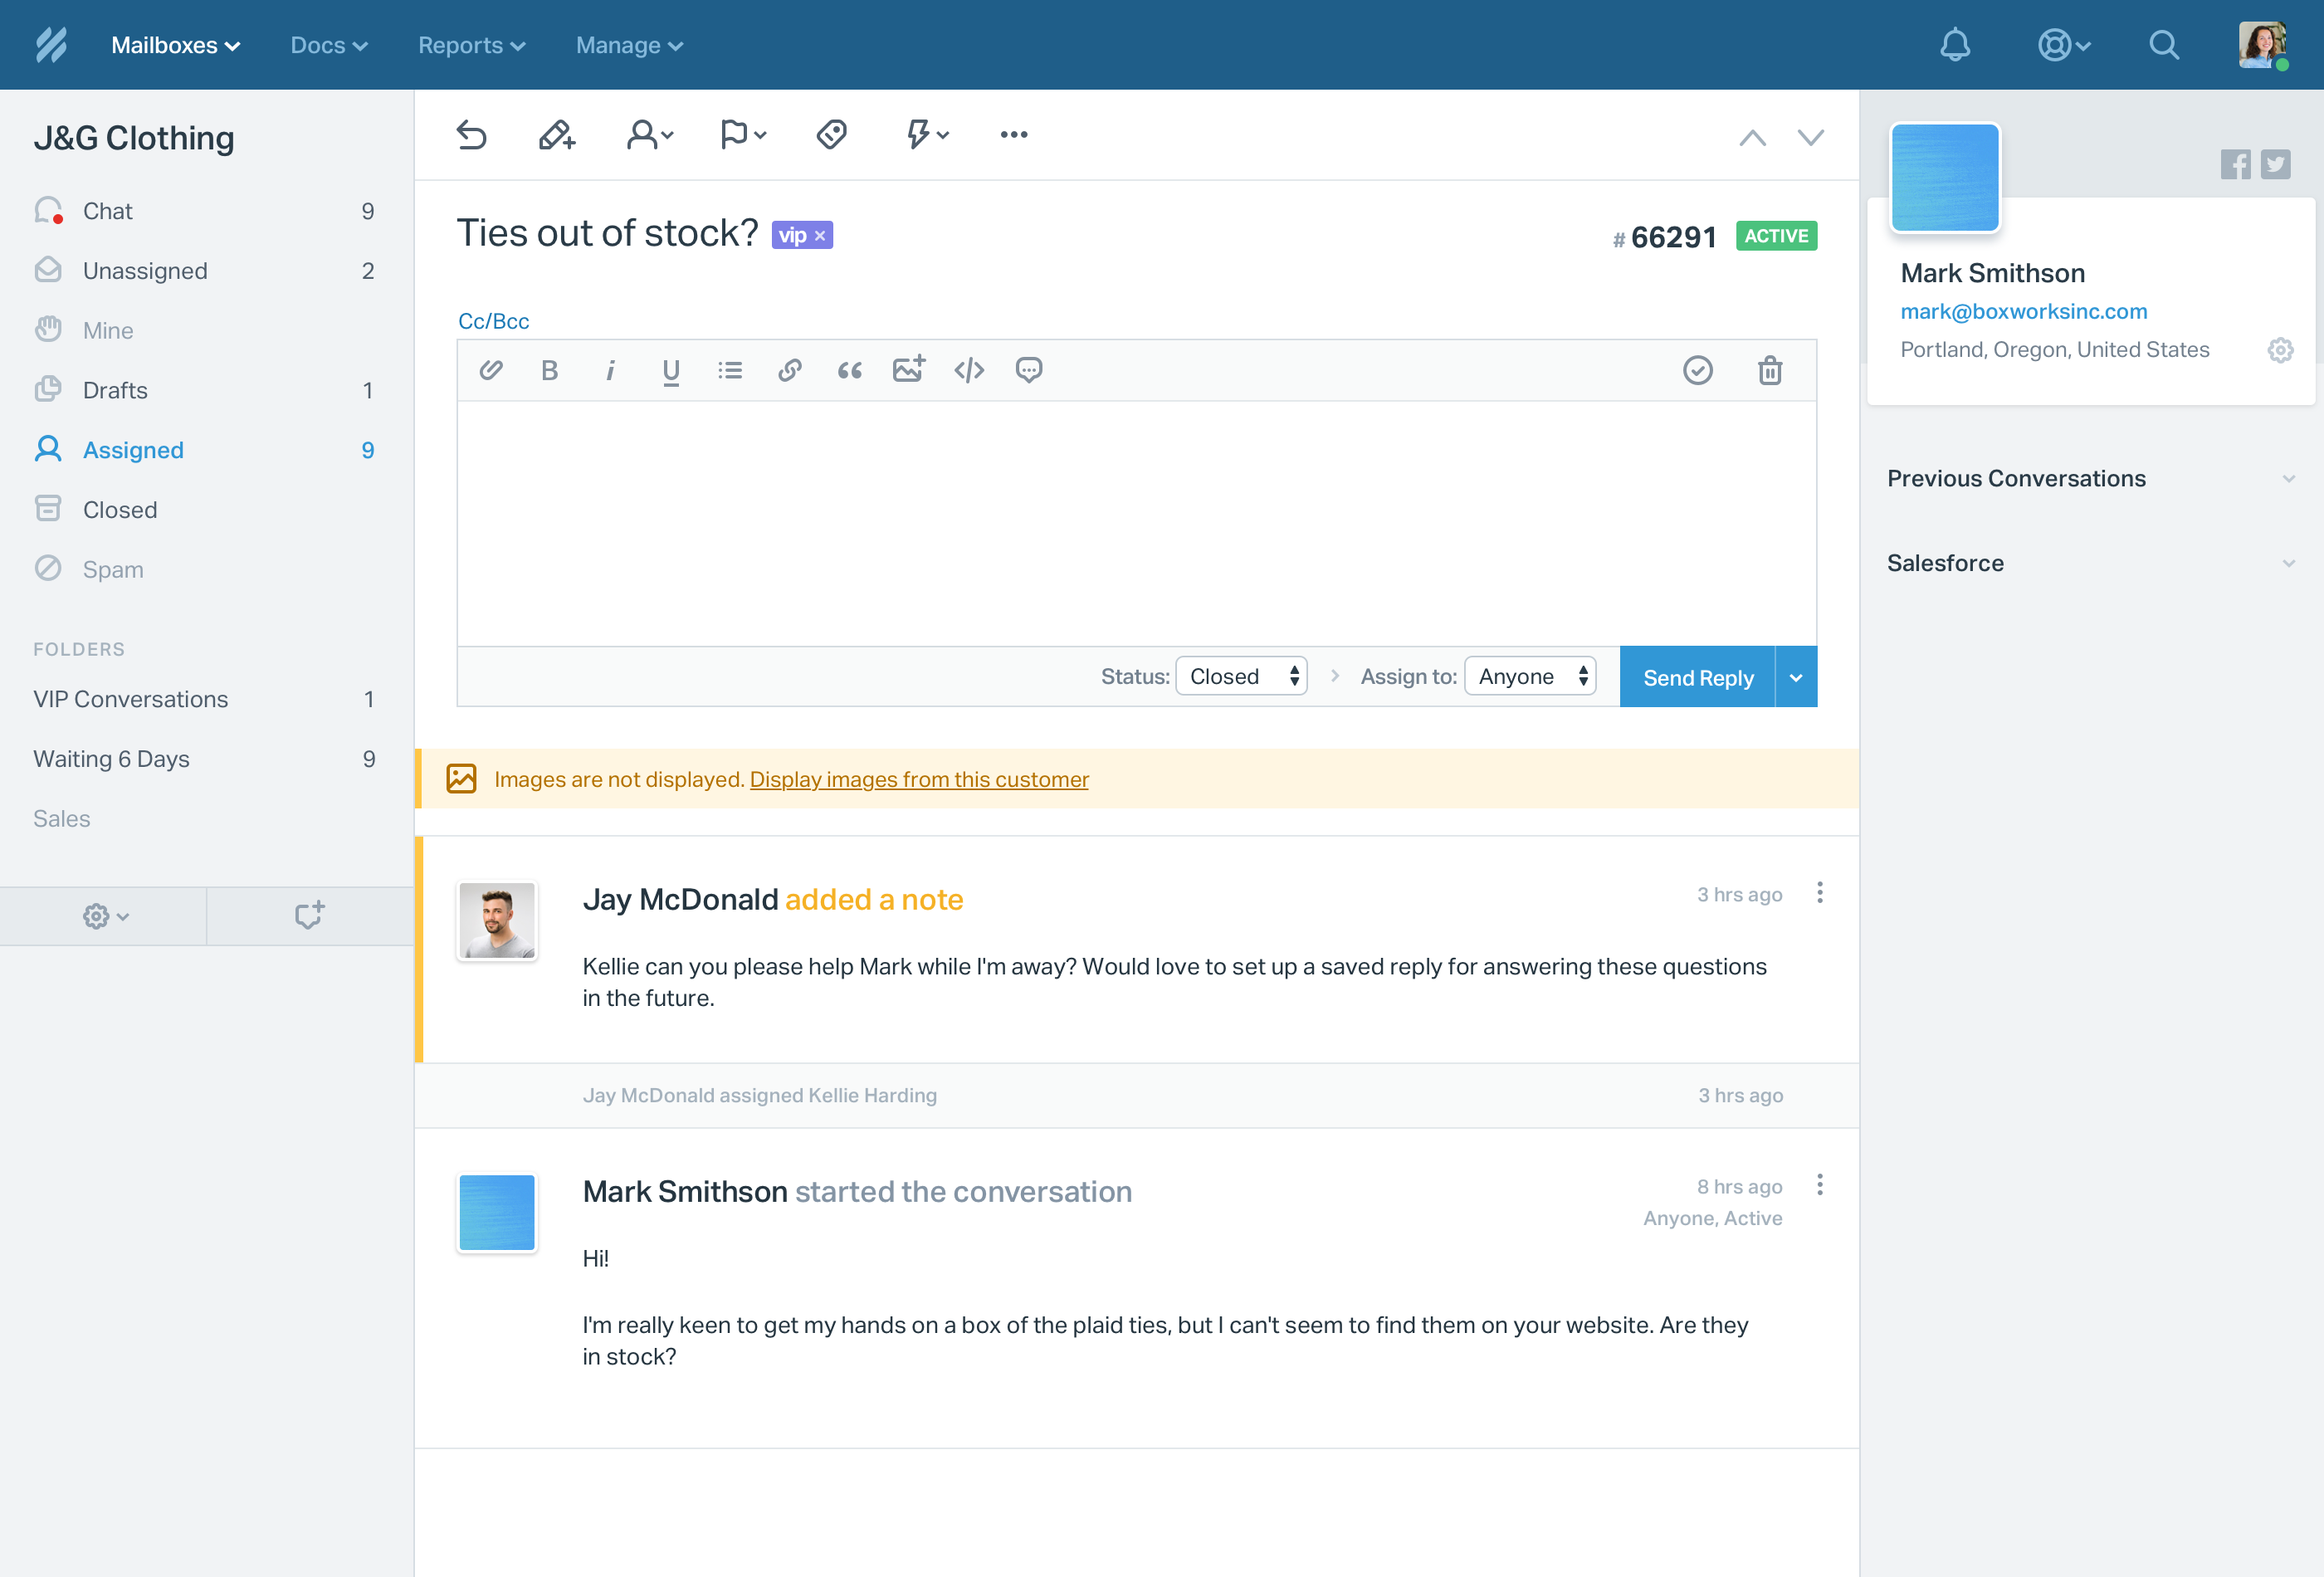 Mailboxes Docs Reports Manage
J&G Clothing
Chat 9
Unassigned 2
Mine
Drafts 1
Assigned 9
Closed
Spam
FOLDERS
VIP Conversations 1
Waiting 6 Days 9
Sales
Ties out of stock? vip ×
# 66291 ACTIVE
Cc/Bcc
B i U
Status: Closed Assign to: Anyone Send Reply
Images are not displayed. Display images from this customer
Jay McDonald added a note 3 hrs ago
Kellie can you please help Mark while I'm away? Would love to set up a saved reply for answering these questions
in the future.
Jay McDonald assigned Kellie Harding 3 hrs ago
Mark Smithson started the conversation 8 hrs ago
Anyone, Active
Hi!
I'm really keen to get my hands on a box of the plaid ties, but I can't seem to find them on your website. Are they
in stock?
Mark Smithson
mark@boxworksinc.com
Portland, Oregon, United States
Previous Conversations
Salesforce